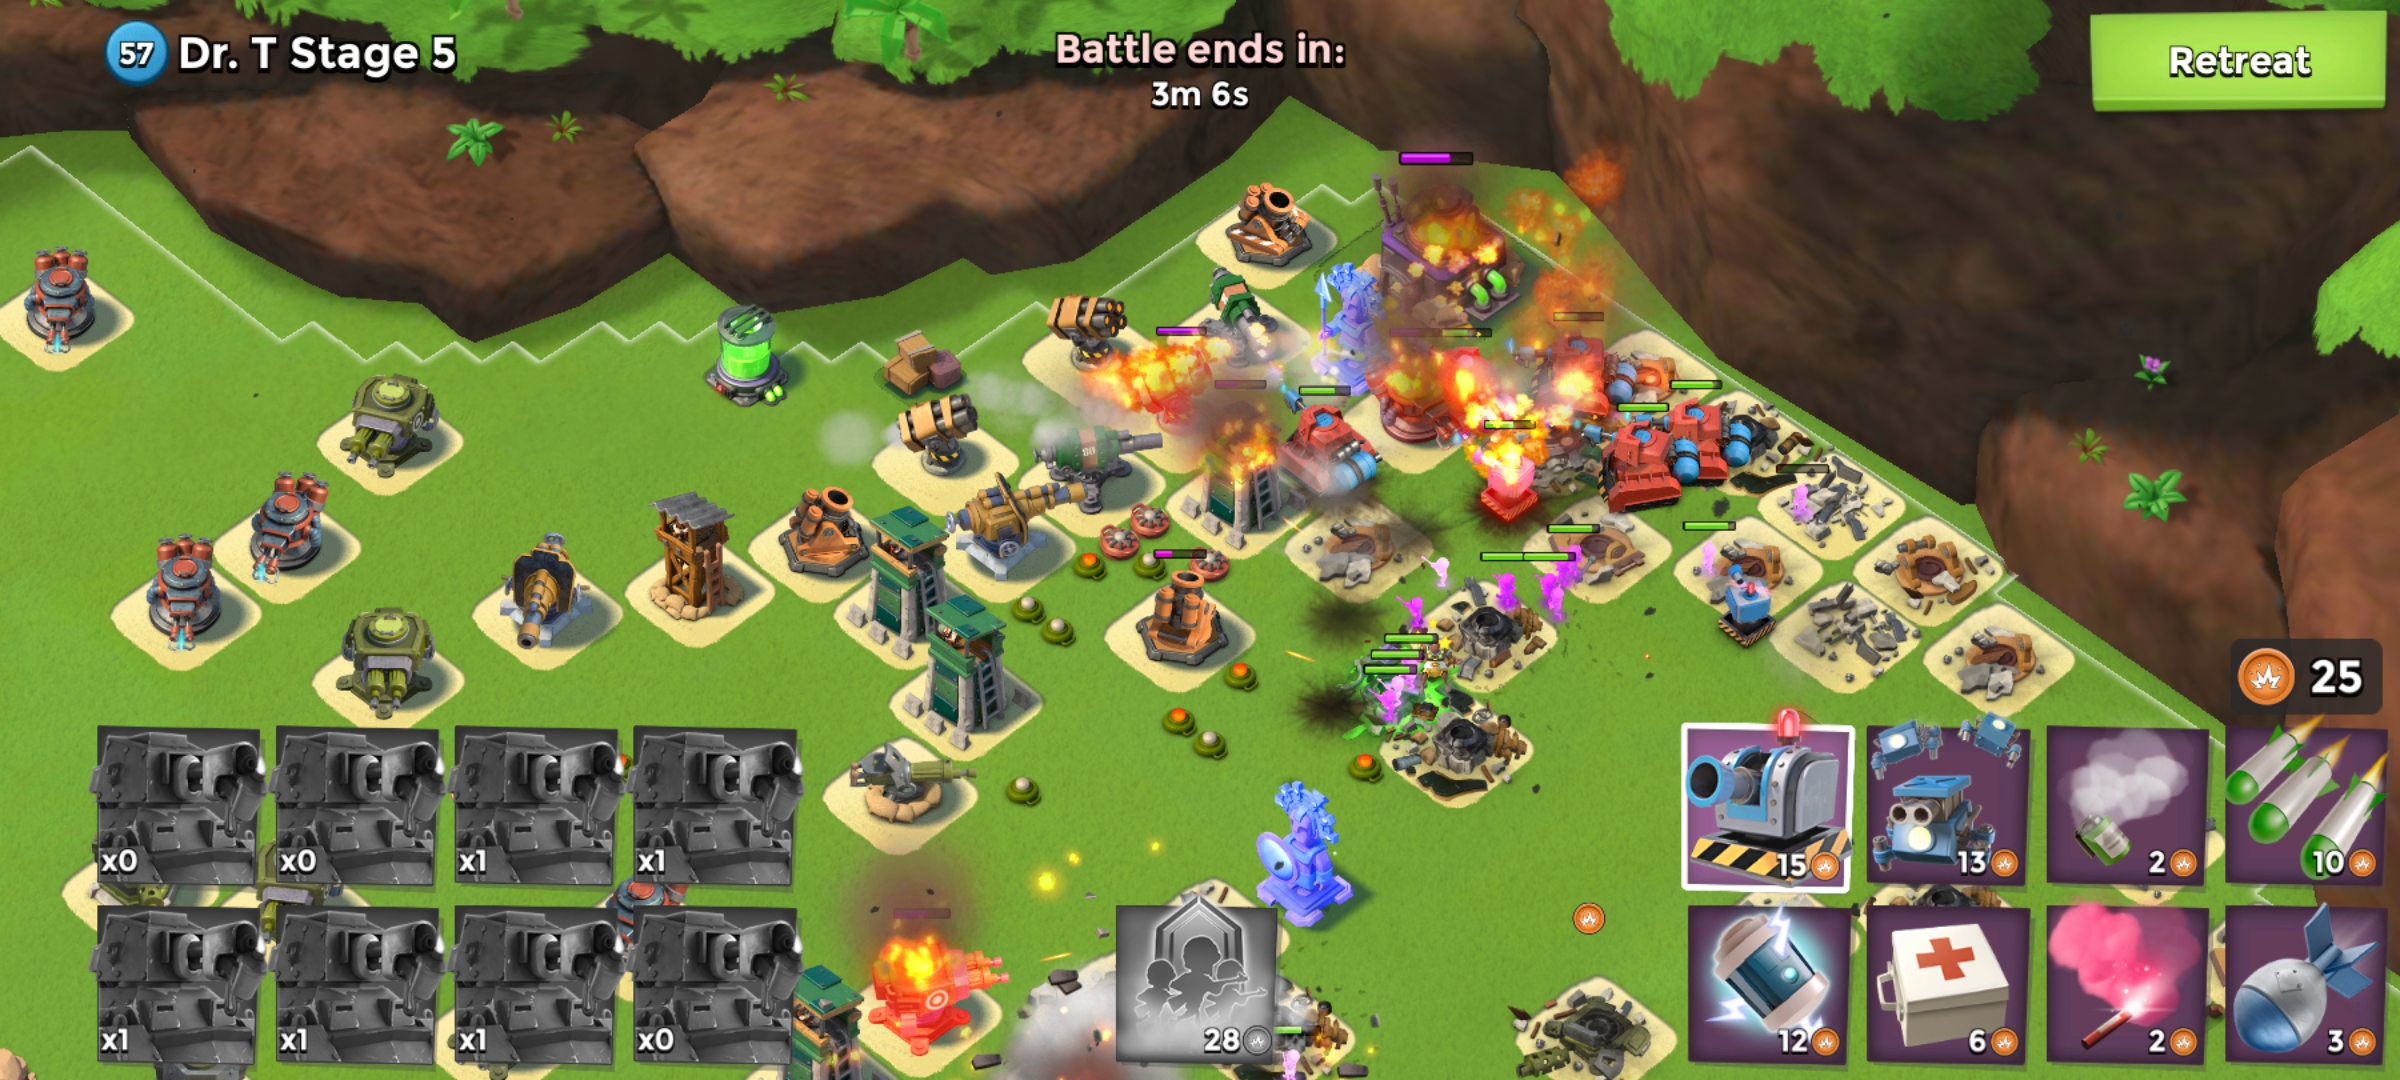 57 Dr. T Stage 5
Battle ends in:
3m 6s
Retreat
25
x0
x0
x1
x1
15
13
2
10
x1
x1
x1
x0
28
12
6
2
3